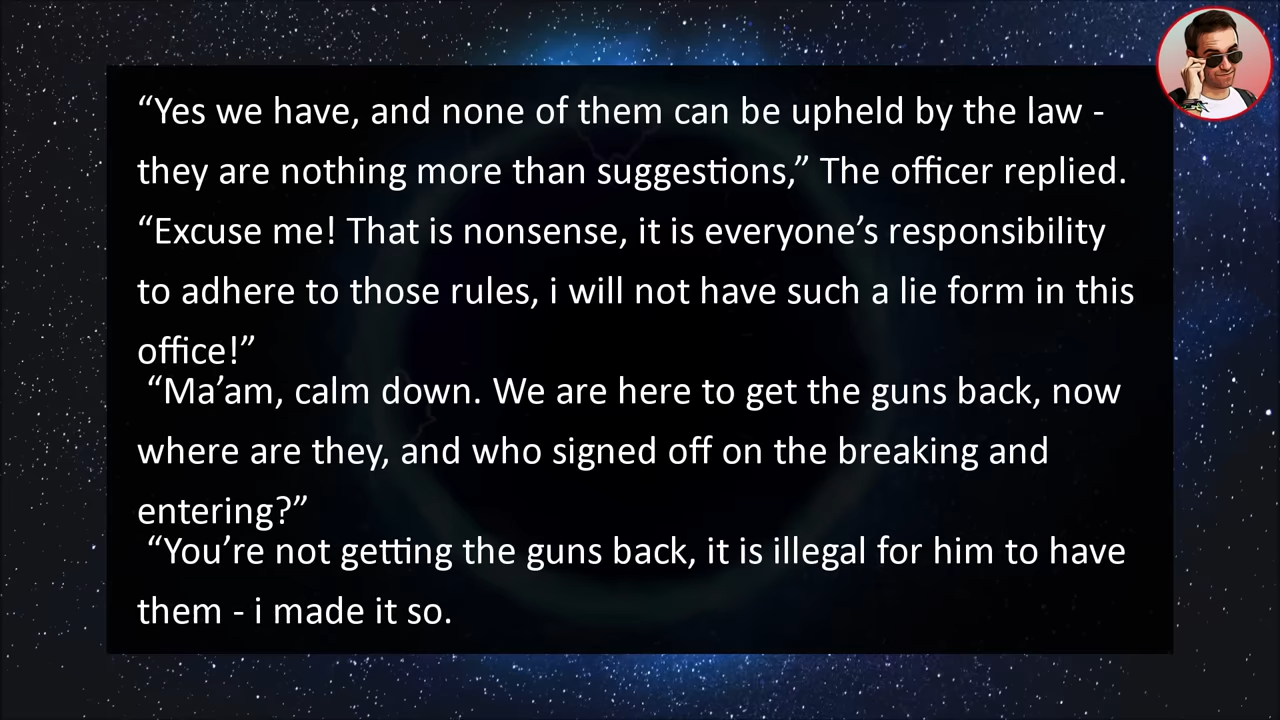 “Yes we have, and none of them can be upheld by the law -
they are nothing more than suggestions,” The officer replied.
“Excuse me! That is nonsense, it is everyone’s responsibility
to adhere to those rules, i will not have such a lie form in this
office!”
“Ma’am, calm down. We are here to get the guns back, now
where are they, and who signed off on the breaking and
entering?”
“You’re not getting the guns back, it is illegal for him to have
them - i made it so.